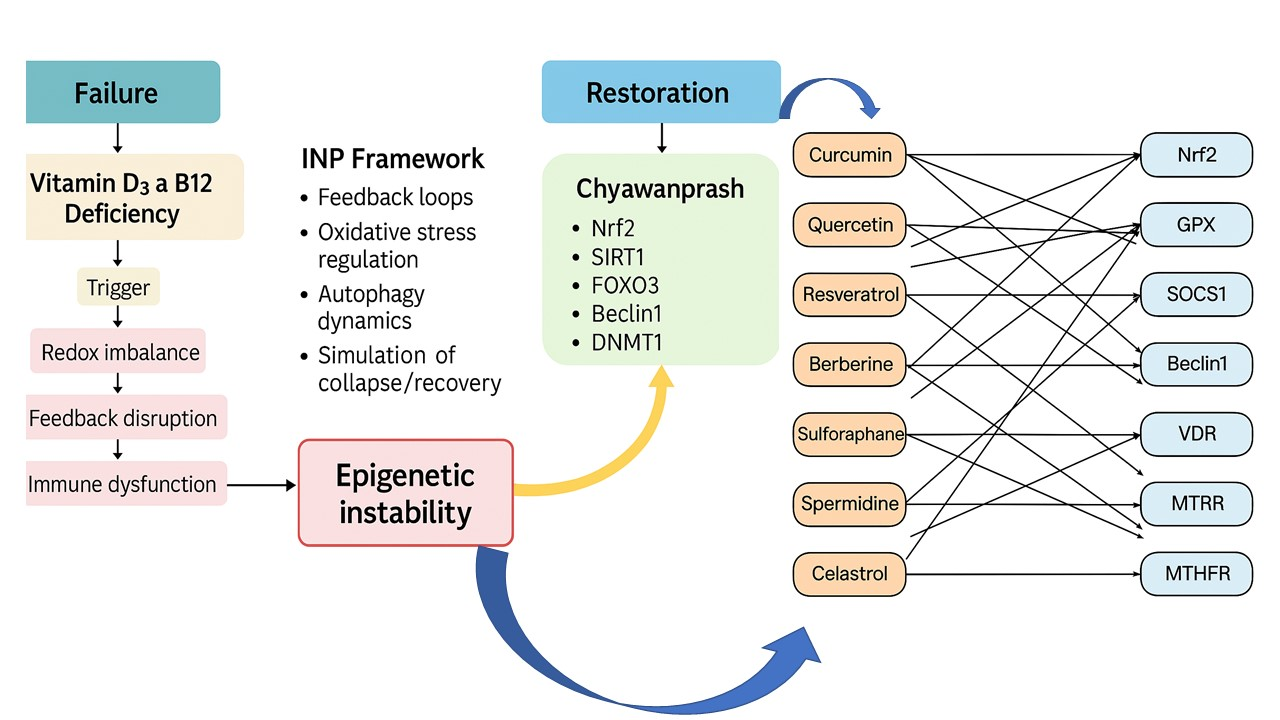 Failure
Vitamin D₃ a B12
Deficiency
Trigger
Redox imbalance
Feedback disruption
Immune dysfunction
INP Framework
• Feedback loops
• Oxidative stress
regulation
• Autophagy
dynamics
• Simulation of
collapse/recovery
Epigenetic
instability
Restoration
Chyawanprash
• Nrf2
• SIRT1
• FOXO3
• Beclin1
• DNMT1
Curcumin
Quercetin
Resveratrol
Berberine
Sulforaphane
Spermidine
Celastrol
Nrf2
GPX
SOCS1
Beclin1
VDR
MTRR
MTHFR